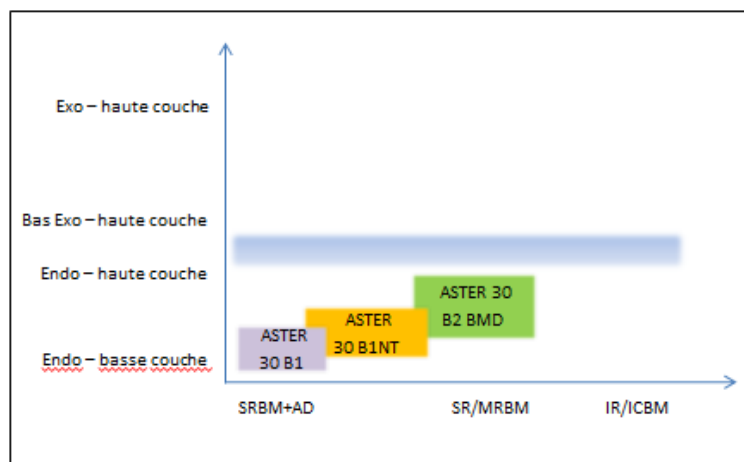 Exo – haute couche
Bas Exo – haute couche
Endo – haute couche
ASTER 30
B2 BMD
ASTER
30 B1NT
ASTER
30 B1
Endo – basse couche
SRBM+AD
SR/MRBM
IR/ICBM